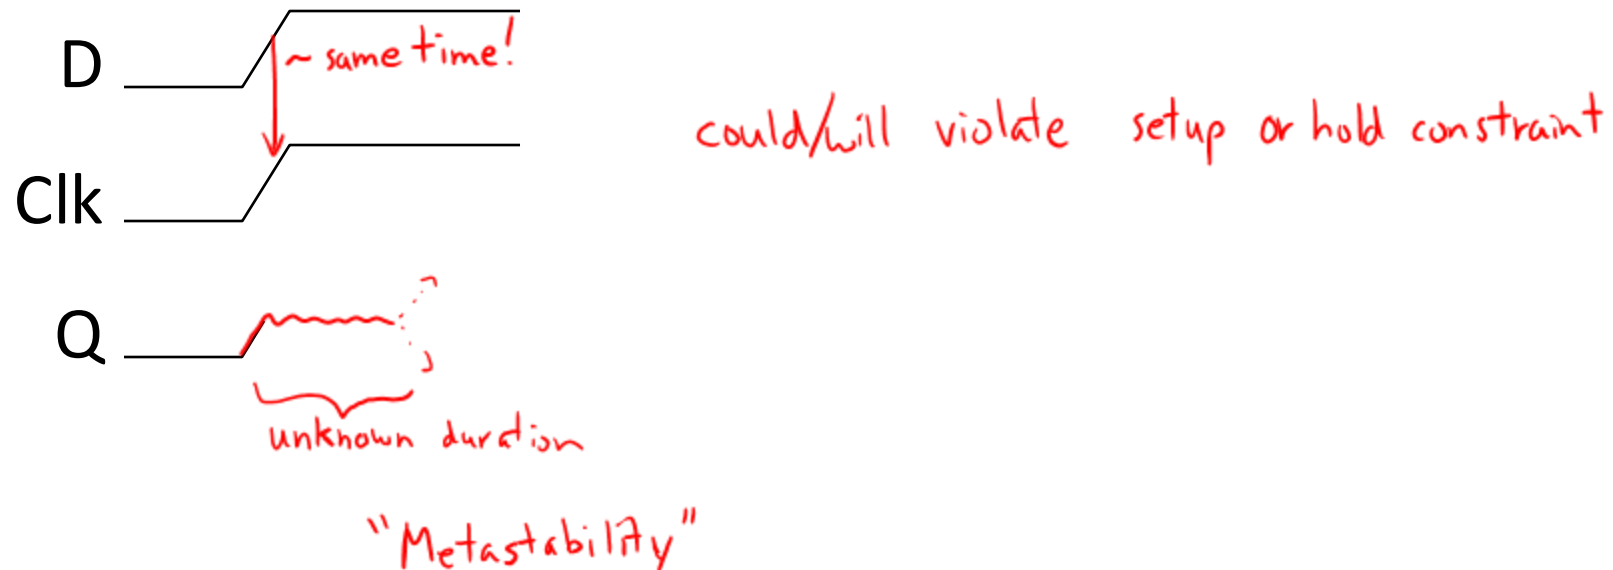 D
~ same time!
could/will violate setup or hold constraint
Clk
Q
unknown duration
"Metastability"